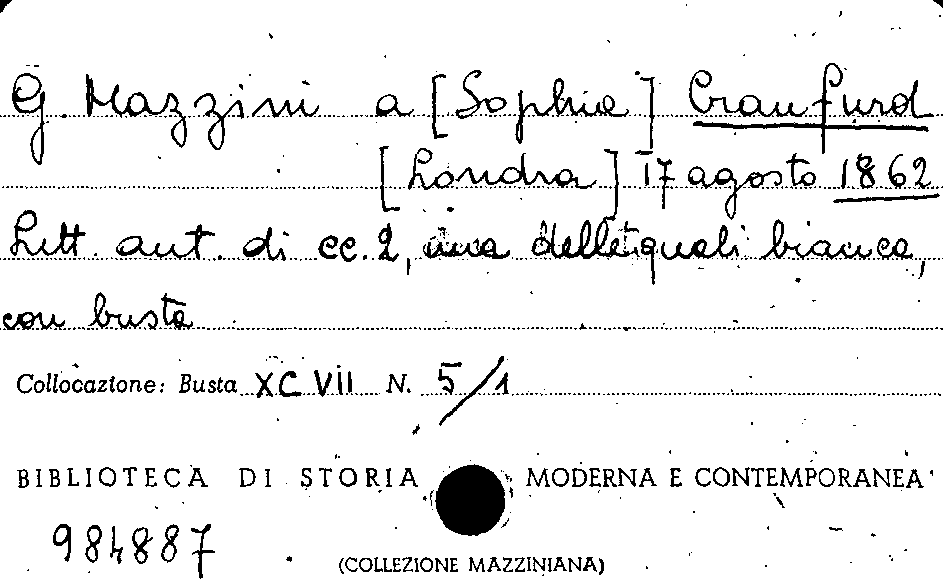 G. Mazzini a [Sophia] Craufurd
[Londra] 17 agosto 1862
Lett. aut. di cc. 2, una delle quali bianca,
con busta
Collocazione: Busta XCVII N. 5/1
BIBLIOTECA DI STORIA MODERNA E CONTEMPORANEA
984887
(COLLEZIONE MAZZINIANA)